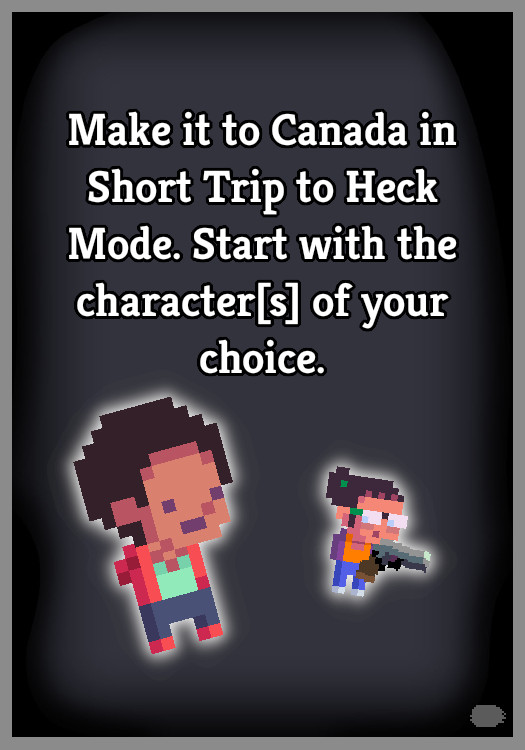 Make it to Canada in
Short Trip to Heck
Mode. Start with the
character[s] of your
choice.